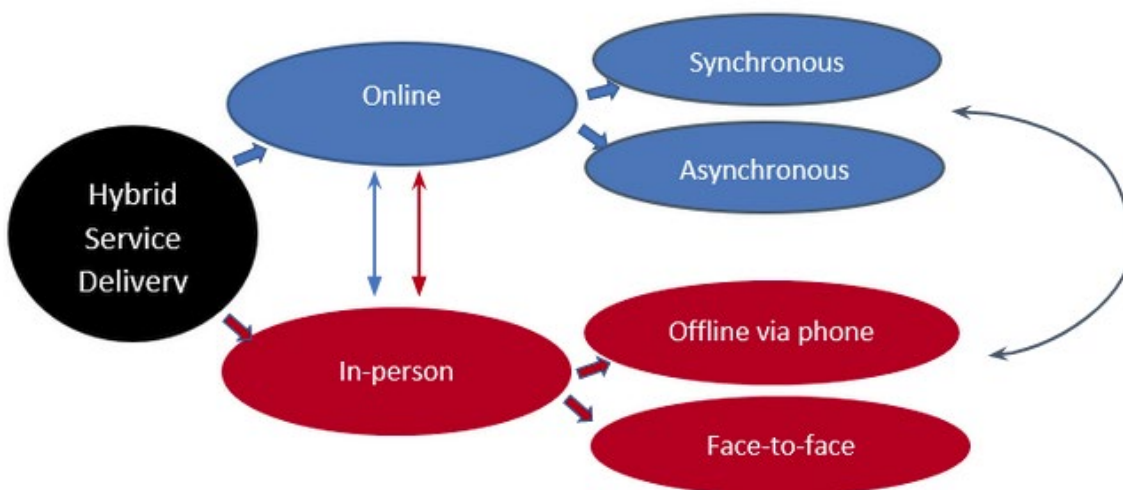 Hybrid
Service
Delivery
Online
Synchronous
Asynchronous
In-person
Offline via phone
Face-to-face